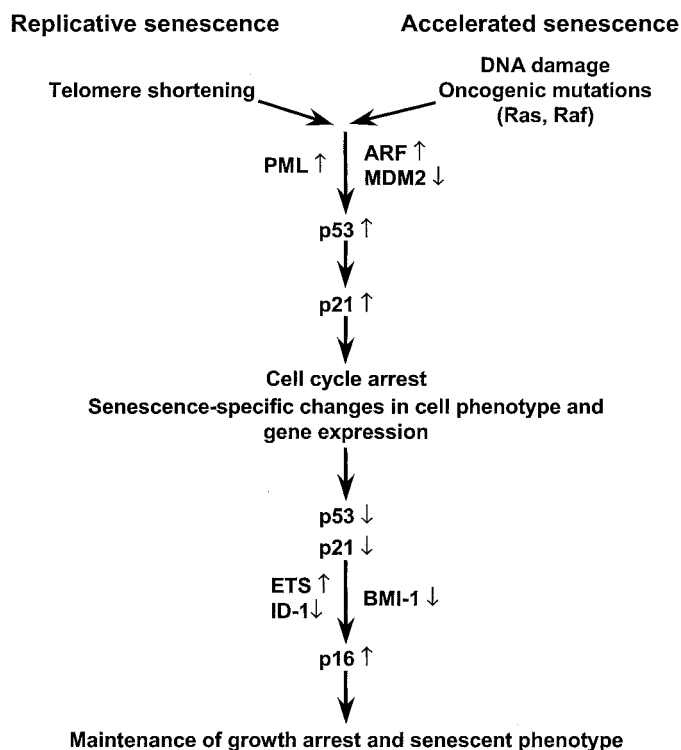 Replicative senescence
Accelerated senescence
Telomere shortening
DNA damage
Oncogenic mutations
(Ras, Raf)
PML ↑
ARF ↑
MDM2 ↓
p53 ↑
p21 ↑
Cell cycle arrest
Senescence-specific changes in cell phenotype and
gene expression
p53 ↓
p21 ↓
ETS ↑
ID-1↓
BMI-1 ↓
p16 ↑
Maintenance of growth arrest and senescent phenotype